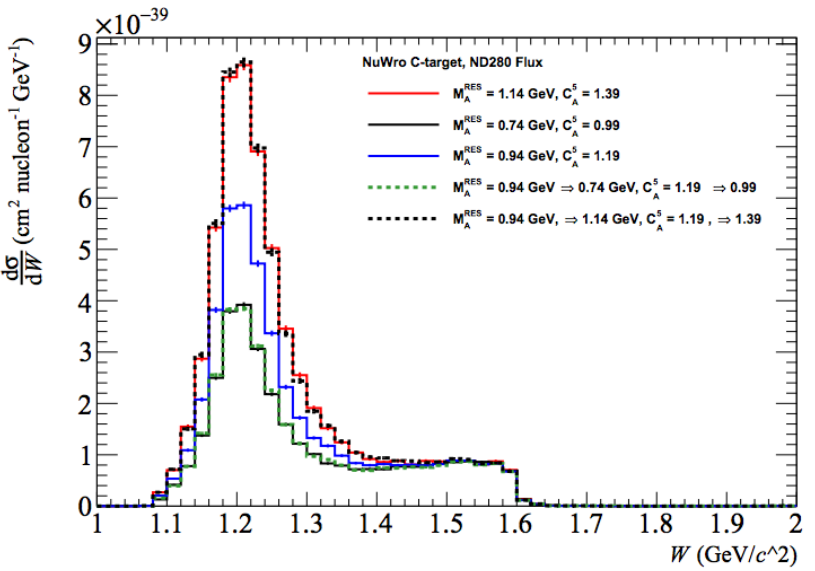 ×10⁻³⁹
dσ/dW (cm² nucleon⁻¹ GeV⁻¹)
NuWro C-target, ND280 Flux
M_A^RES = 1.14 GeV, C_A^5 = 1.39
M_A^RES = 0.74 GeV, C_A^5 = 0.99
M_A^RES = 0.94 GeV, C_A^5 = 1.19
M_A^RES = 0.94 GeV ⇒ 0.74 GeV, C_A^5 = 1.19 ⇒ 0.99
M_A^RES = 0.94 GeV, ⇒ 1.14 GeV, C_A^5 = 1.19 , ⇒ 1.39
9
8
7
6
5
4
3
2
1
0
1 1.1 1.2 1.3 1.4 1.5 1.6 1.7 1.8 1.9 2
W (GeV/c^2)